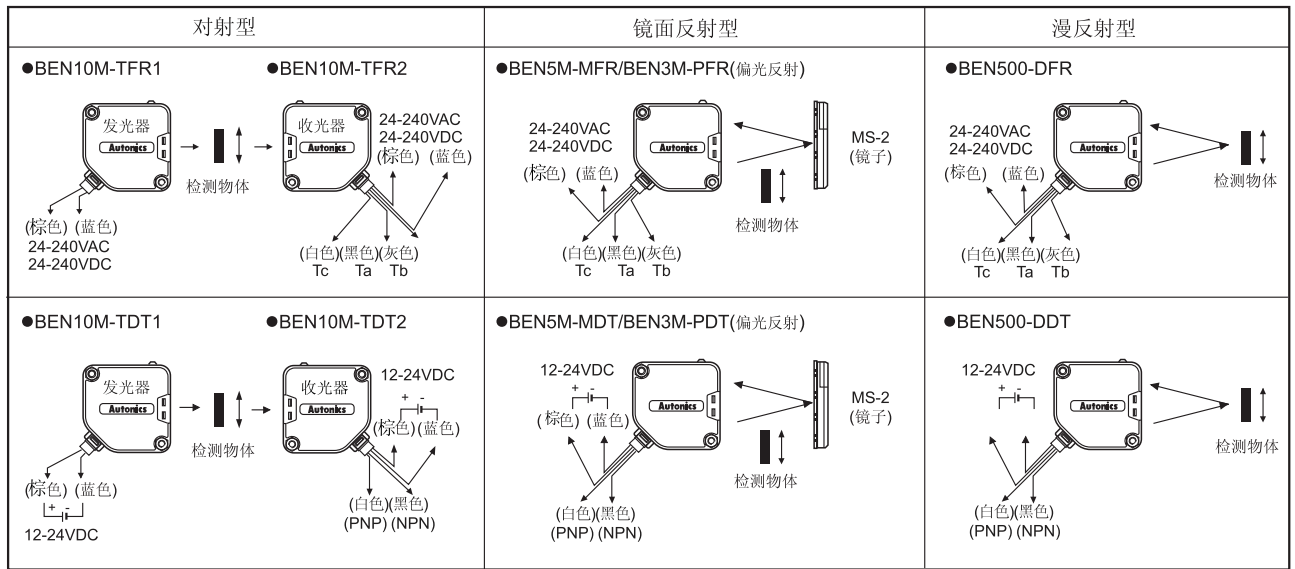 对射型
镜面反射型
漫反射型
●BEN10M-TFR1
●BEN10M-TFR2
发光器
Autonics
检测物体
(棕色) (蓝色)
24-240VAC
24-240VDC
收光器
Autonics
24-240VAC
24-240VDC
(棕色) (蓝色)
(白色)(黑色)(灰色)
Tc Ta Tb
●BEN5M-MFR/BEN3M-PFR(偏光反射)
24-240VAC
24-240VDC
(棕色) (蓝色)
Autonics
MS-2
(镜子)
检测物体
(白色)(黑色)(灰色)
Tc Ta Tb
●BEN500-DFR
24-240VAC
24-240VDC
(棕色) (蓝色)
Autonics
检测物体
(白色)(黑色)(灰色)
Tc Ta Tb
●BEN10M-TDT1
●BEN10M-TDT2
发光器
Autonics
检测物体
(棕色) (蓝色)
+ -
12-24VDC
收光器
Autonics
12-24VDC
+ -
(棕色)(蓝色)
(白色)(黑色)
(PNP) (NPN)
●BEN5M-MDT/BEN3M-PDT(偏光反射)
12-24VDC
+ -
(棕色) (蓝色)
Autonics
MS-2
(镜子)
检测物体
(白色)(黑色)
(PNP) (NPN)
●BEN500-DDT
12-24VDC
+ -
Autonics
检测物体
(白色)(黑色)
(PNP) (NPN)